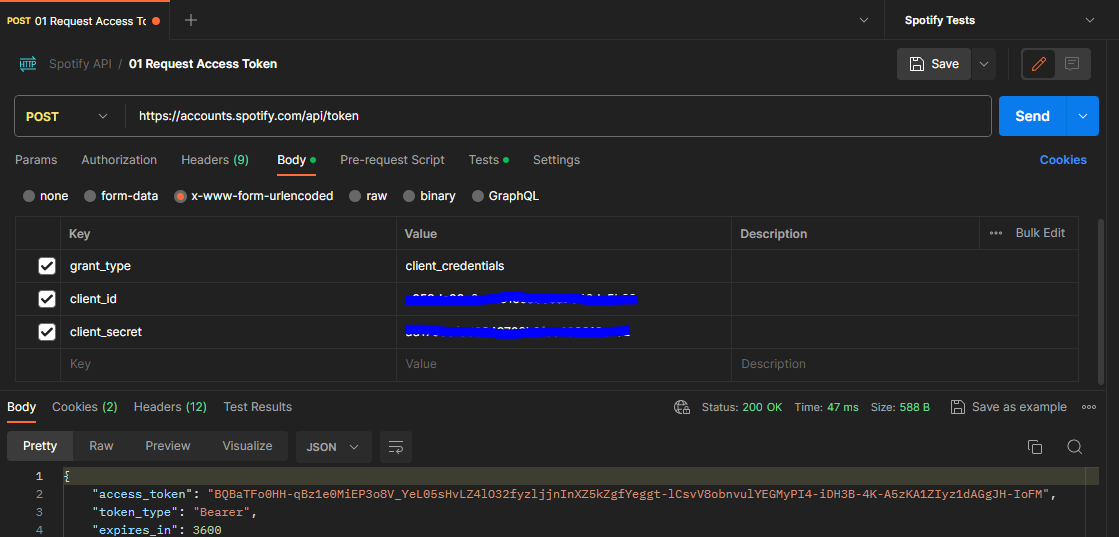 POST 01 Request Access To
Spotify Tests
HTTP Spotify API / 01 Request Access Token
Save
POST https://accounts.spotify.com/api/token
Send
Params Authorization Headers (9) Body Pre-request Script Tests Settings Cookies
none form-data x-www-form-urlencoded raw binary GraphQL
Key Value Description ••• Bulk Edit
grant_type client_credentials
client_id
client_secret
Key Value Description
Body Cookies (2) Headers (12) Test Results Status: 200 OK Time: 47 ms Size: 588 B Save as example
Pretty Raw Preview Visualize JSON
1 {
2 "access_token": "BQBaTFo0HH-qBz1e0MiEP3o8V_YeL05sHvLZ4lO32fyzljjnInXZ5kZgfYeggt-lCsvV8obnvulYEGMyPI4-iDH3B-4K-A5zKA1ZIyz1dAGgJH-IoFM",
3 "token_type": "Bearer",
4 "expires_in": 3600